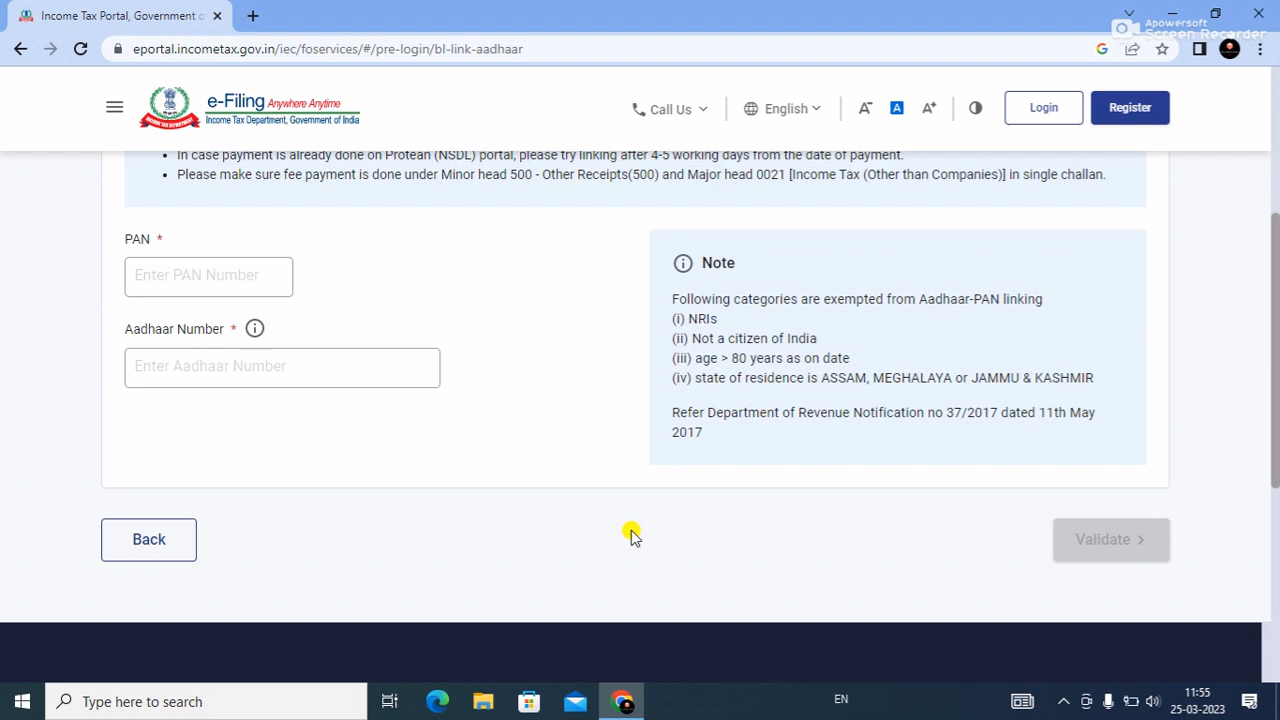 Income Tax Portal, Government o
Apowersoft
Screen Recorder
eportal.incometax.gov.in/iec/foservices/#/pre-login/bl-link-aadhaar
e-Filing Anywhere Anytime
Income Tax Department, Government of India
Call Us
English
A-
A
A+
Login
Register
In case payment is already done on Protean (NSDL) portal, please try linking after 4-5 working days from the date of payment.
Please make sure fee payment is done under Minor head 500 - Other Receipts(500) and Major head 0021 [Income Tax (Other than Companies)] in single challan.
PAN *
Enter PAN Number
Aadhaar Number *
Enter Aadhaar Number
Note
Following categories are exempted from Aadhaar-PAN linking
(i) NRIs
(ii) Not a citizen of India
(iii) age > 80 years as on date
(iv) state of residence is ASSAM, MEGHALAYA or JAMMU & KASHMIR
Refer Department of Revenue Notification no 37/2017 dated 11th May
2017
Back
Validate
Type here to search
EN
11:55
25-03-2023